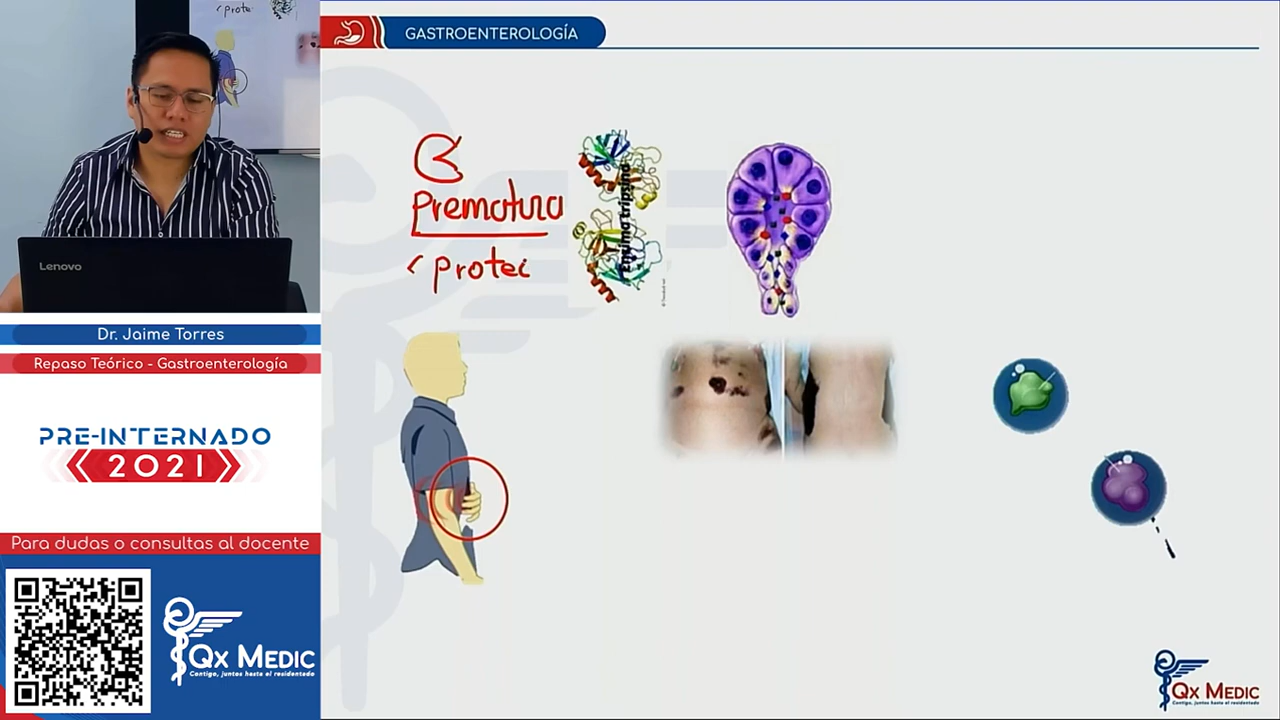 GASTROENTEROLOGÍA
Premotura
protei
Enzima tripsina
Lenovo
Dr. Jaime Torres
Repaso Teórico - Gastroenterología
PRE-INTERNADO
2021
Para dudas o consultas al docente
QX MEDIC
Contigo, juntos hasta el residentado
QX MEDIC
Contigo, juntos hasta el residentado